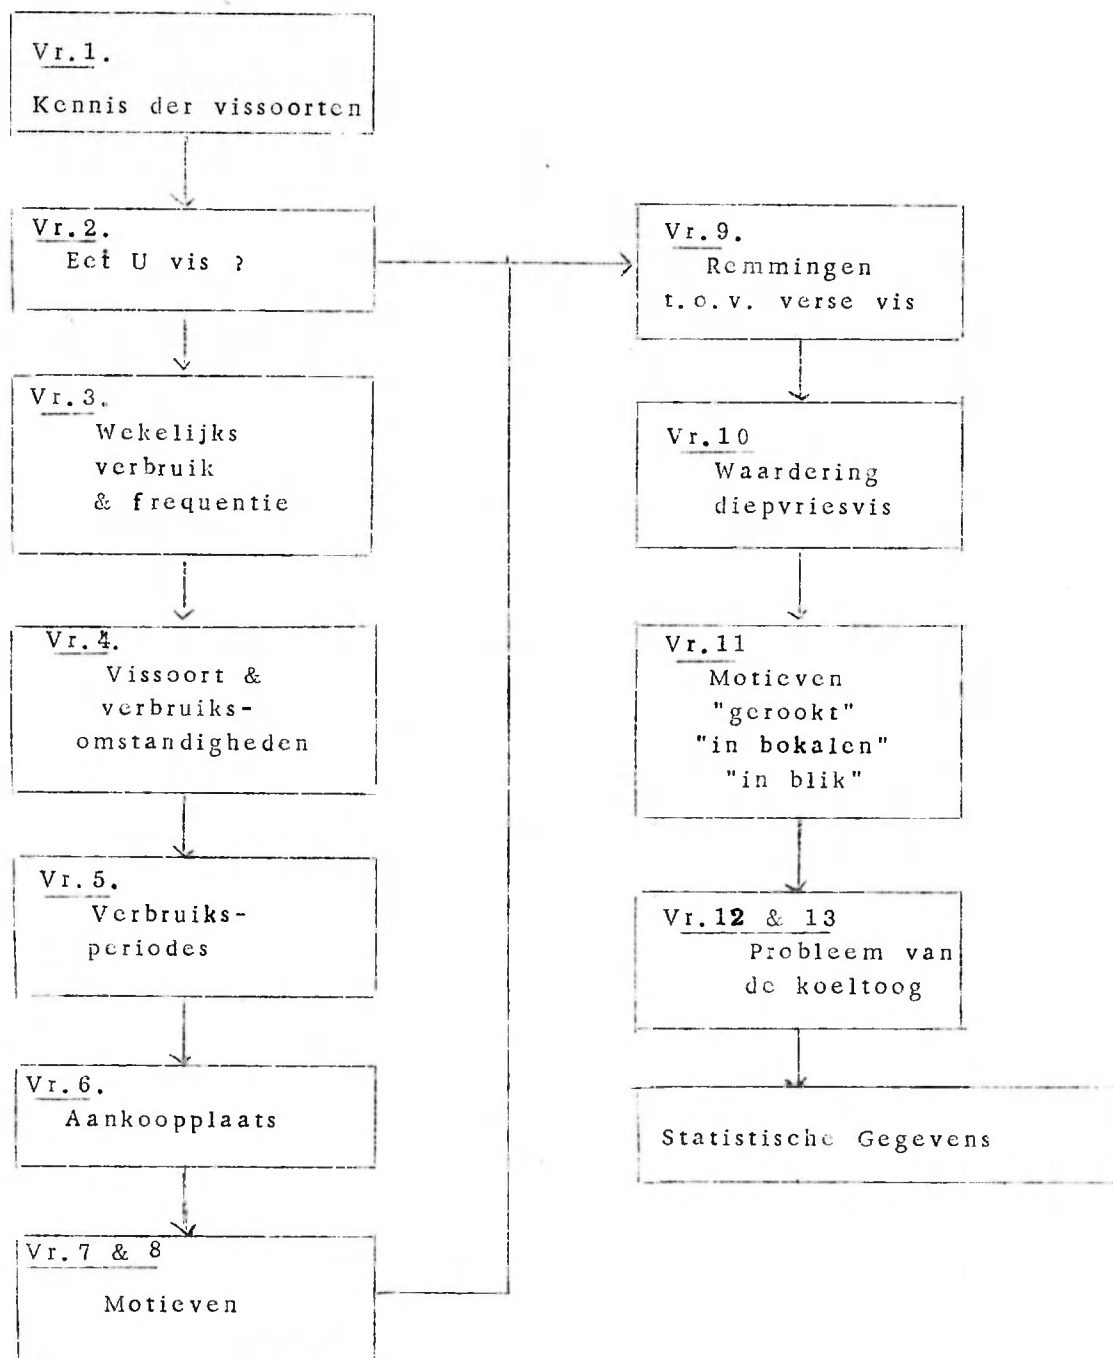 Vr.1.
Kennis der vissoorten
Vr.2.
Eet U vis ?
Vr.3.
Wekelijks
verbruik
& frequentie
Vr.4.
Vissoort &
verbruiks-
omstandigheden
Vr.5.
Verbruiks-
periodes
Vr.6.
Aankoopplaats
Vr.7 & 8
Motieven
Vr.9.
Remmingen
t.o.v. verse vis
Vr.10
Waardering
diepvriesvis
Vr.11
Motieven
"gerookt"
"in bokalen"
"in blik"
Vr.12 & 13
Probleem van
de koeltoog
Statistische Gegevens